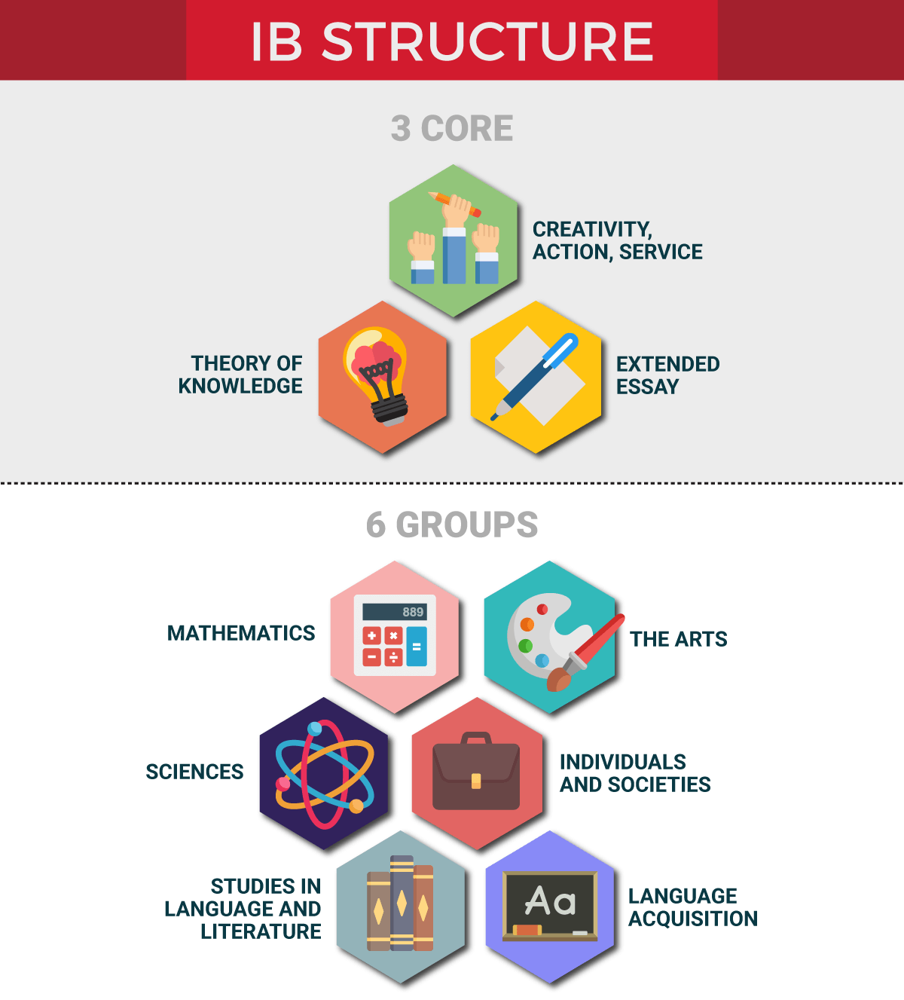 IB STRUCTURE
3 CORE
CREATIVITY,
ACTION, SERVICE
THEORY OF
KNOWLEDGE
EXTENDED
ESSAY
6 GROUPS
MATHEMATICS
889
+ ×
=
− ÷
THE ARTS
SCIENCES
INDIVIDUALS
AND SOCIETIES
STUDIES IN
LANGUAGE AND
LITERATURE
Aa
LANGUAGE
ACQUISITION